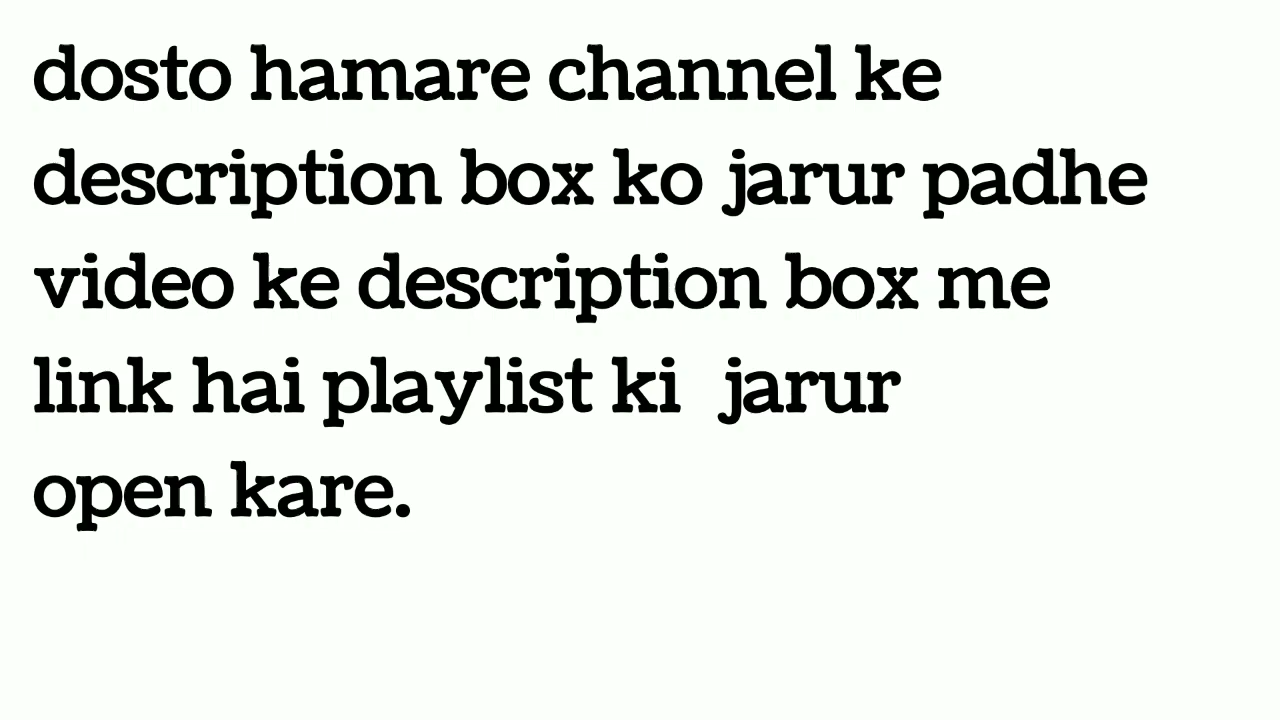 dosto hamare channel ke
description box ko jarur padhe
video ke description box me
link hai playlist ki  jarur
open kare.